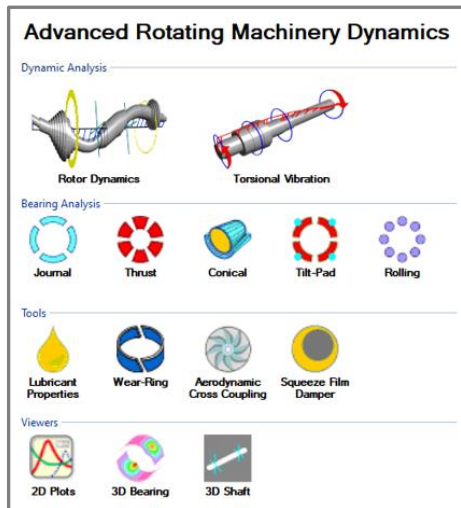 Advanced Rotating Machinery Dynamics
Dynamic Analysis
Rotor Dynamics
Torsional Vibration
Bearing Analysis
Journal
Thrust
Conical
Tilt-Pad
Rolling
Tools
Lubricant
Properties
Wear-Ring
Aerodynamic
Cross Coupling
Squeeze Film
Damper
Viewers
2D Plots
3D Bearing
3D Shaft